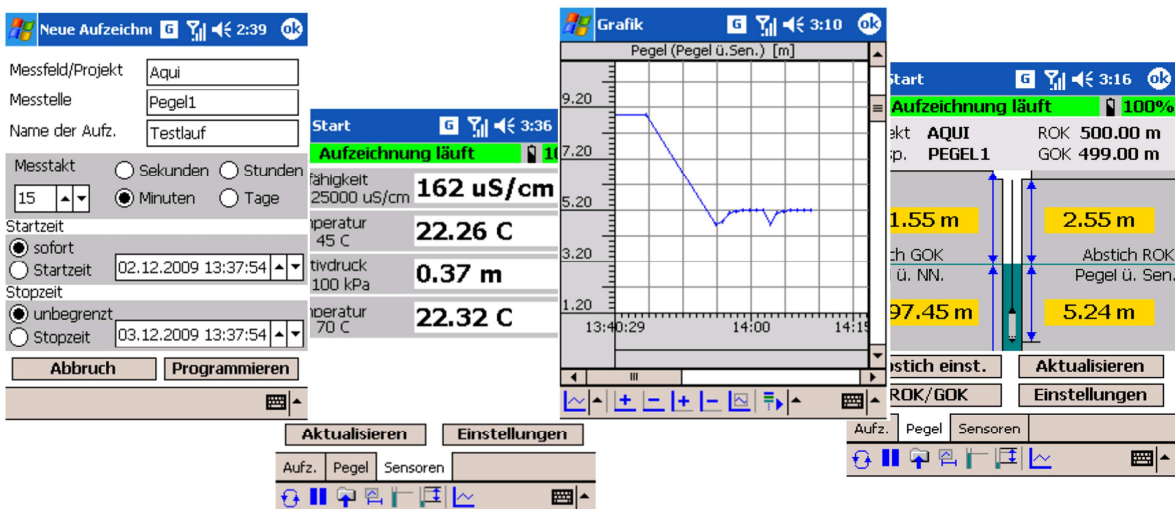 Neue Aufzeichn
G
2:39
ok
Messfeld/Projekt
Aqui
Messtelle
Pegel1
Name der Aufz.
Testlauf
Messtakt
Sekunden
Stunden
15
Minuten
Tage
Startzeit
sofort
Startzeit
02.12.2009 13:37:54
Stopzeit
unbegrenzt
Stopzeit
03.12.2009 13:37:54
Abbruch
Programmieren
Start
G
3:36
Aufzeichnung läuft
fähigkeit
25000 uS/cm
162 uS/cm
peratur
45 C
22.26 C
tivdruck
100 kPa
0.37 m
peratur
70 C
22.32 C
Aktualisieren
Einstellungen
Aufz.
Pegel
Sensoren
Grafik
G
3:10
ok
Pegel (Pegel ü.Sen.) [m]
9.20
7.20
5.20
3.20
1.20
13:40:29
14:00
14:15
Start
G
3:16
ok
Aufzeichnung läuft
100%
ekt AQUI
ROK 500.00 m
sp. PEGEL1
GOK 499.00 m
1.55 m
2.55 m
ch GOK
Abstich ROK
ü. NN.
Pegel ü. Sen.
97.45 m
5.24 m
bstich einst.
Aktualisieren
ROK/GOK
Einstellungen
Aufz.
Pegel
Sensoren